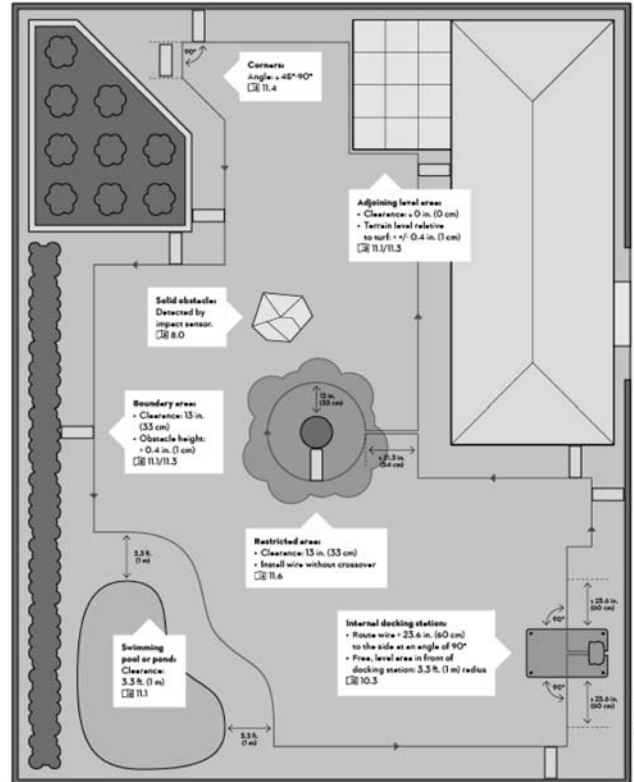 90°
Corners:
Angle: ≥ 45°-90°
11.4
Adjoining level area:
• Clearance: ≥ 0 in. (0 cm)
• Terrain level relative
to turf: < +/- 0.4 in. (1 cm)
11.1/11.3
Solid obstacle:
Detected by
impact sensor.
8.0
13 in.
(33 cm)
Boundary area:
• Clearance: 13 in.
(33 cm)
• Obstacle height:
> 0.4 in. (1 cm)
11.1/11.3
≥ 21.3 in.
(54 cm)
3.3 ft.
(1 m)
Restricted area:
• Clearance: 13 in. (33 cm)
• Install wire without crossover
11.6
≥ 23.6 in.
(60 cm)
90°
Internal docking station:
• Route wire > 23.6 in. (60 cm)
to the side at an angle of 90°
• Free, level area in front of
docking station: 3.3 ft. (1 m) radius
10.3
Swimming
pool or pond:
Clearance:
3.3 ft. (1 m)
11.1
90°
≥ 23.6 in.
(60 cm)
3.3 ft.
(1 m)